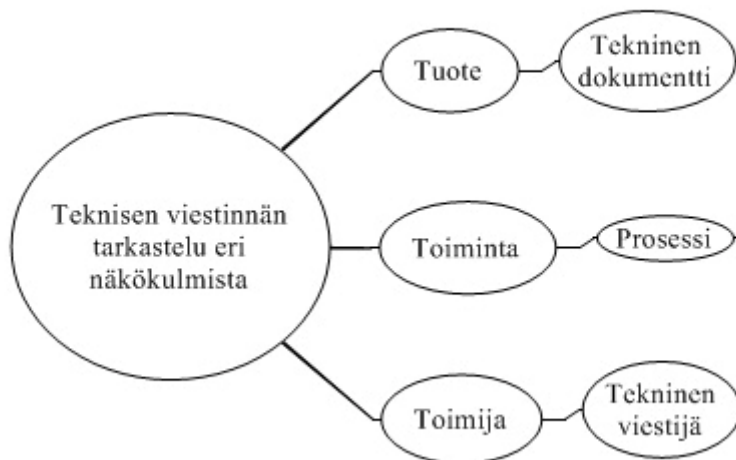 Teknisen viestinnän
tarkastelu eri
näkökulmista
Tuote
Tekninen
dokumentti
Toiminta
Prosessi
Toimija
Tekninen
viestijä